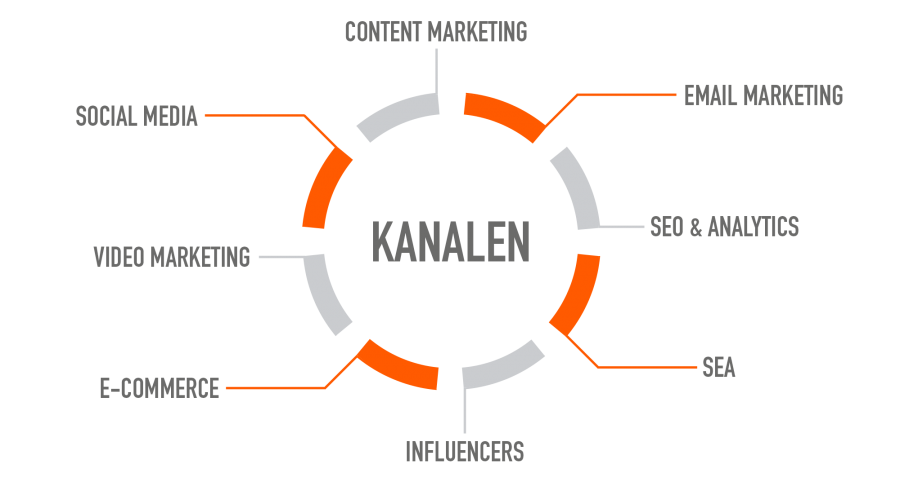 CONTENT MARKETING
EMAIL MARKETING
SOCIAL MEDIA
SEO & ANALYTICS
KANALEN
VIDEO MARKETING
SEA
E-COMMERCE
INFLUENCERS